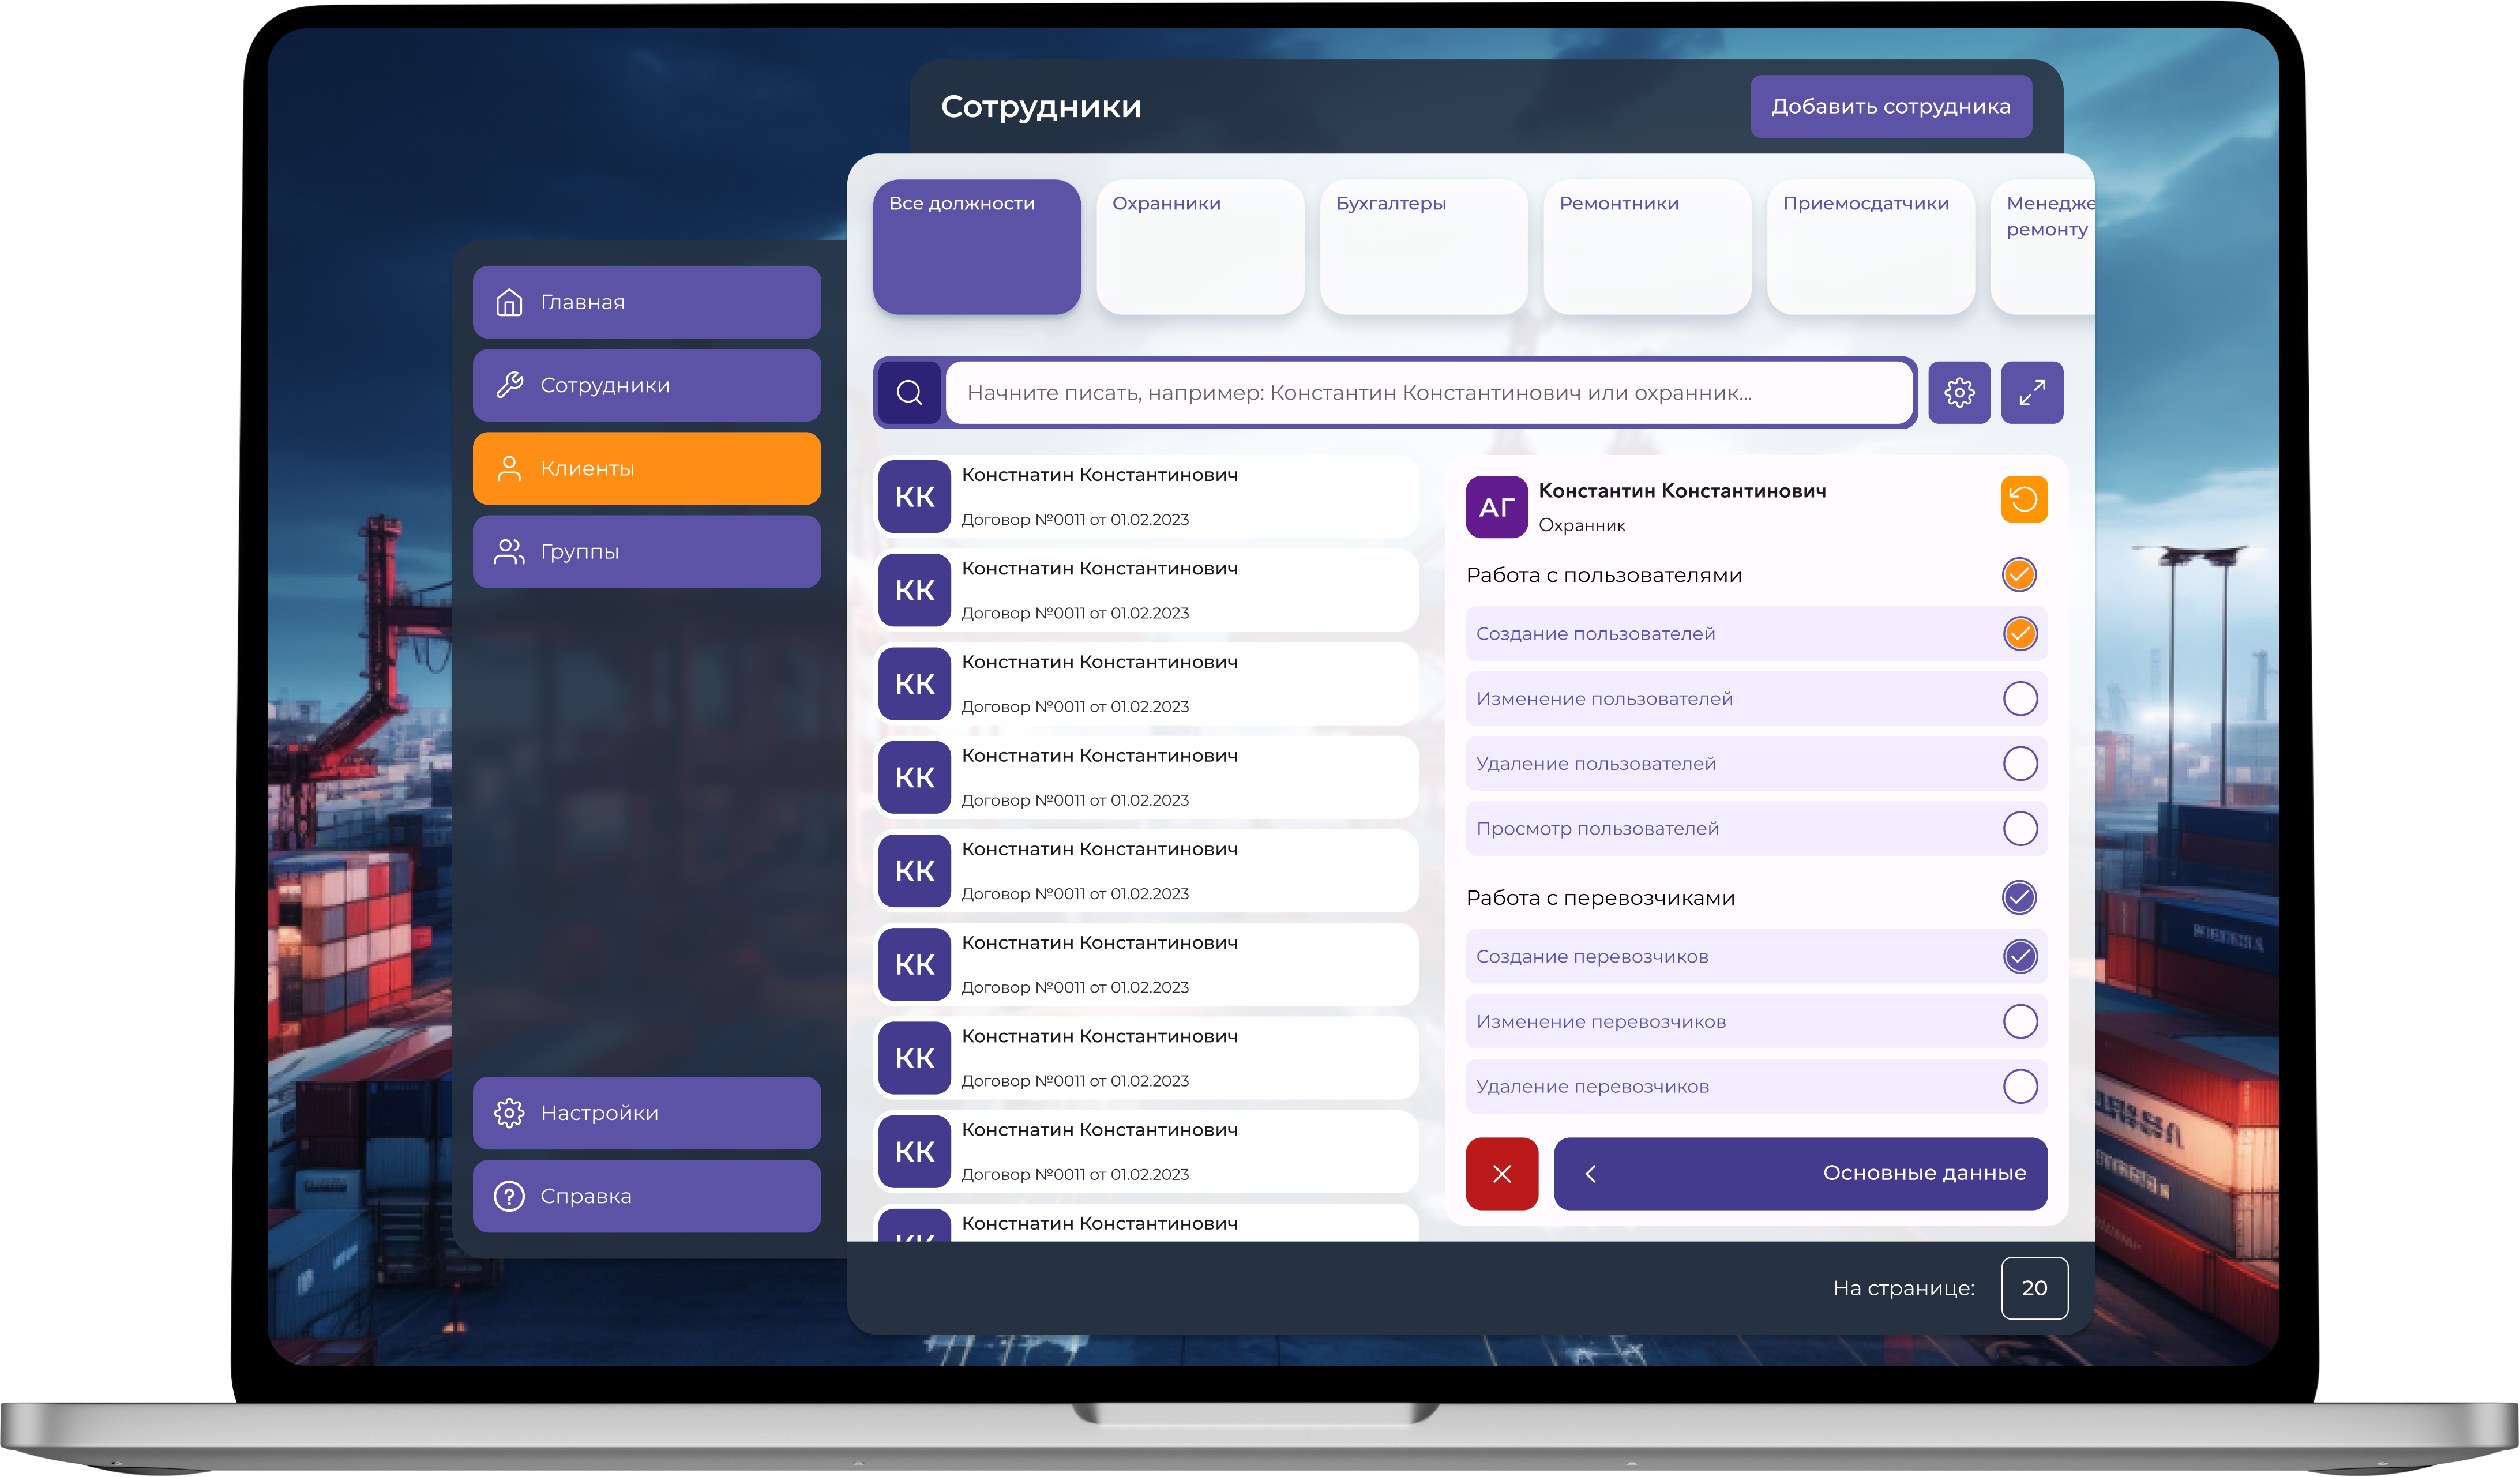 Сотрудники
Добавить сотрудника
Все должности
Охранники
Бухгалтеры
Ремонтники
Приемосдатчики
Менедже
ремонту
Главная
Сотрудники
Клиенты
Группы
Настройки
Справка
Начните писать, например: Константин Константинович или охранник...
КК
Констнатин Константинович
Договор №0011 от 01.02.2023
КК
Констнатин Константинович
Договор №0011 от 01.02.2023
КК
Констнатин Константинович
Договор №0011 от 01.02.2023
КК
Констнатин Константинович
Договор №0011 от 01.02.2023
КК
Констнатин Константинович
Договор №0011 от 01.02.2023
КК
Констнатин Константинович
Договор №0011 от 01.02.2023
КК
Констнатин Константинович
Договор №0011 от 01.02.2023
КК
Констнатин Константинович
Договор №0011 от 01.02.2023
КК
Констнатин Константинович
АГ
Константин Константинович
Охранник
Работа с пользователями
Создание пользователей
Изменение пользователей
Удаление пользователей
Просмотр пользователей
Работа с перевозчиками
Создание перевозчиков
Изменение перевозчиков
Удаление перевозчиков
Основные данные
На странице:
20